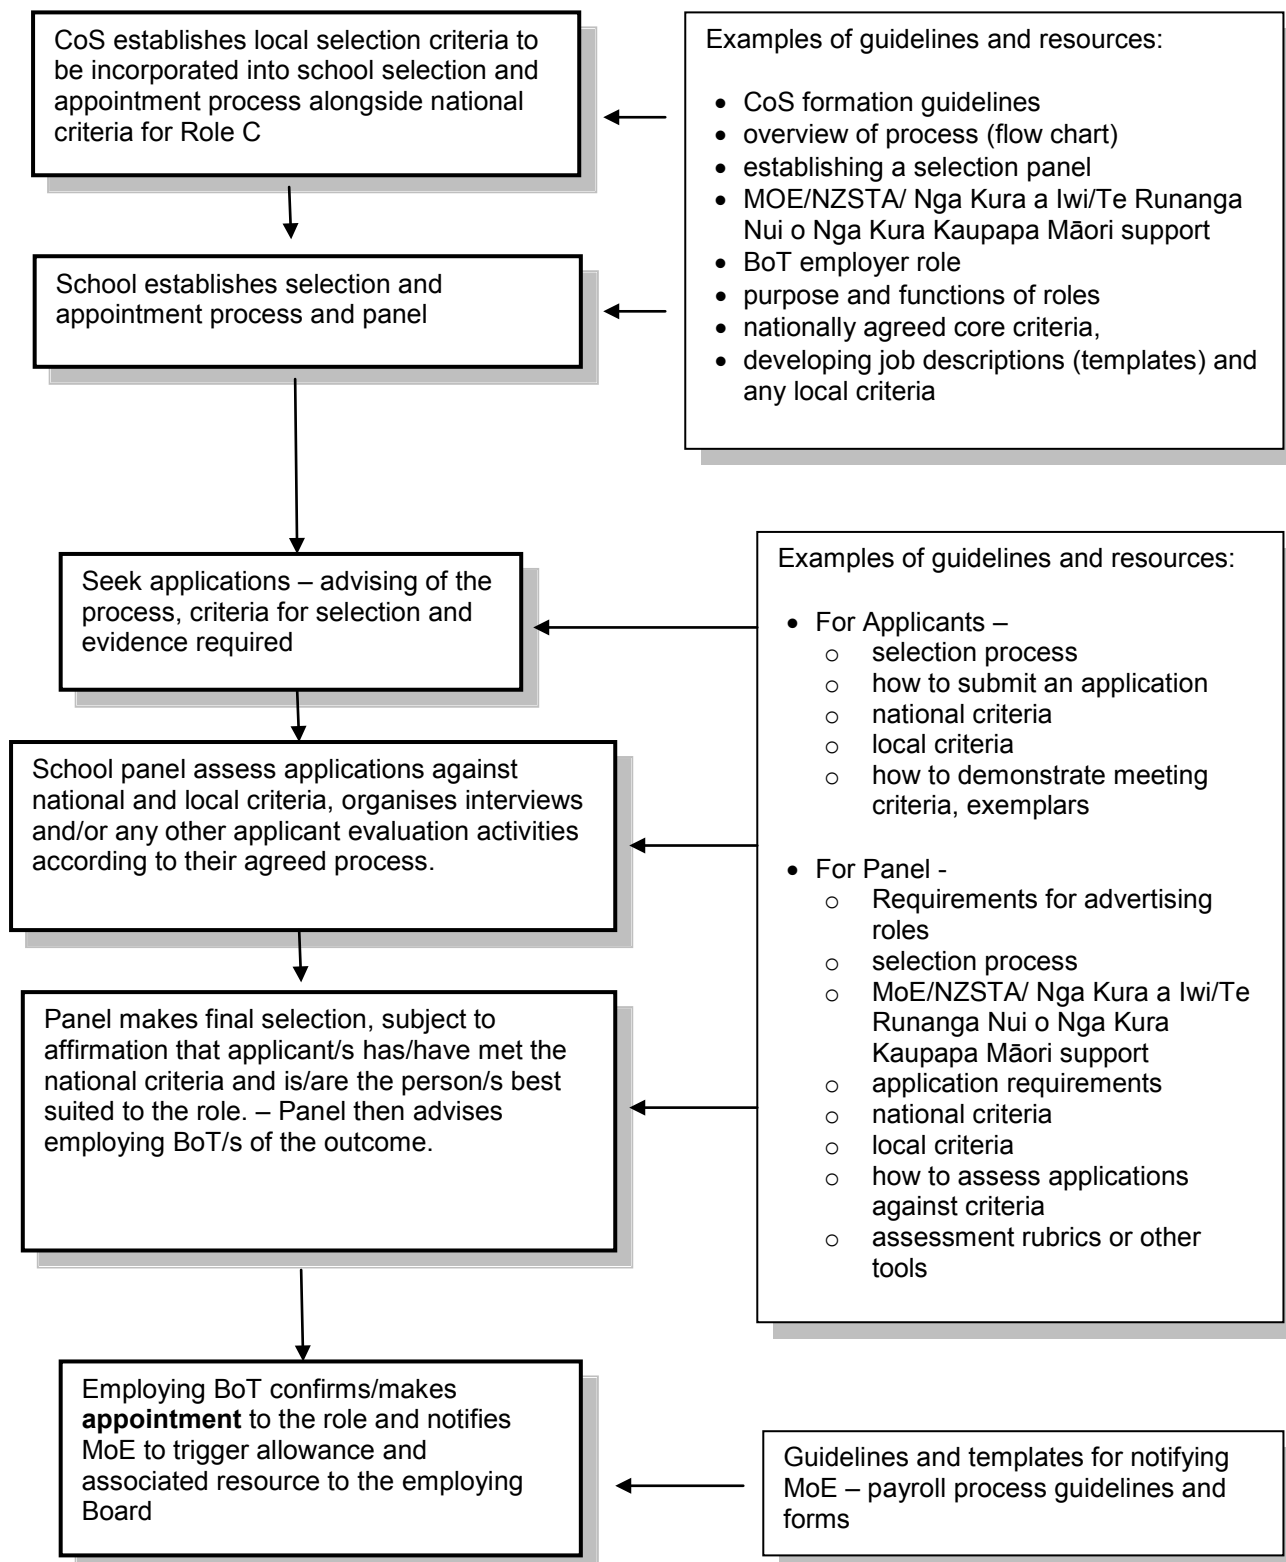 CoS establishes local selection criteria to
be incorporated into school selection and
appointment process alongside national
criteria for Role C
Examples of guidelines and resources:
• CoS formation guidelines
• overview of process (flow chart)
• establishing a selection panel
• MOE/NZSTA/ Nga Kura a Iwi/Te Runanga
Nui o Nga Kura Kaupapa Māori support
• BoT employer role
• purpose and functions of roles
• nationally agreed core criteria,
• developing job descriptions (templates) and
any local criteria
School establishes selection and
appointment process and panel
Seek applications – advising of the
process, criteria for selection and
evidence required
Examples of guidelines and resources:
• For Applicants –
o selection process
o how to submit an application
o national criteria
o local criteria
o how to demonstrate meeting
criteria, exemplars
• For Panel -
o Requirements for advertising
roles
o selection process
o MoE/NZSTA/ Nga Kura a Iwi/Te
Runanga Nui o Nga Kura
Kaupapa Māori support
o application requirements
o national criteria
o local criteria
o how to assess applications
against criteria
o assessment rubrics or other
tools
School panel assess applications against
national and local criteria, organises interviews
and/or any other applicant evaluation activities
according to their agreed process.
Panel makes final selection, subject to
affirmation that applicant/s has/have met the
national criteria and is/are the person/s best
suited to the role. – Panel then advises
employing BoT/s of the outcome.
Employing BoT confirms/makes
appointment to the role and notifies
MoE to trigger allowance and
associated resource to the employing
Board
Guidelines and templates for notifying
MoE – payroll process guidelines and
forms